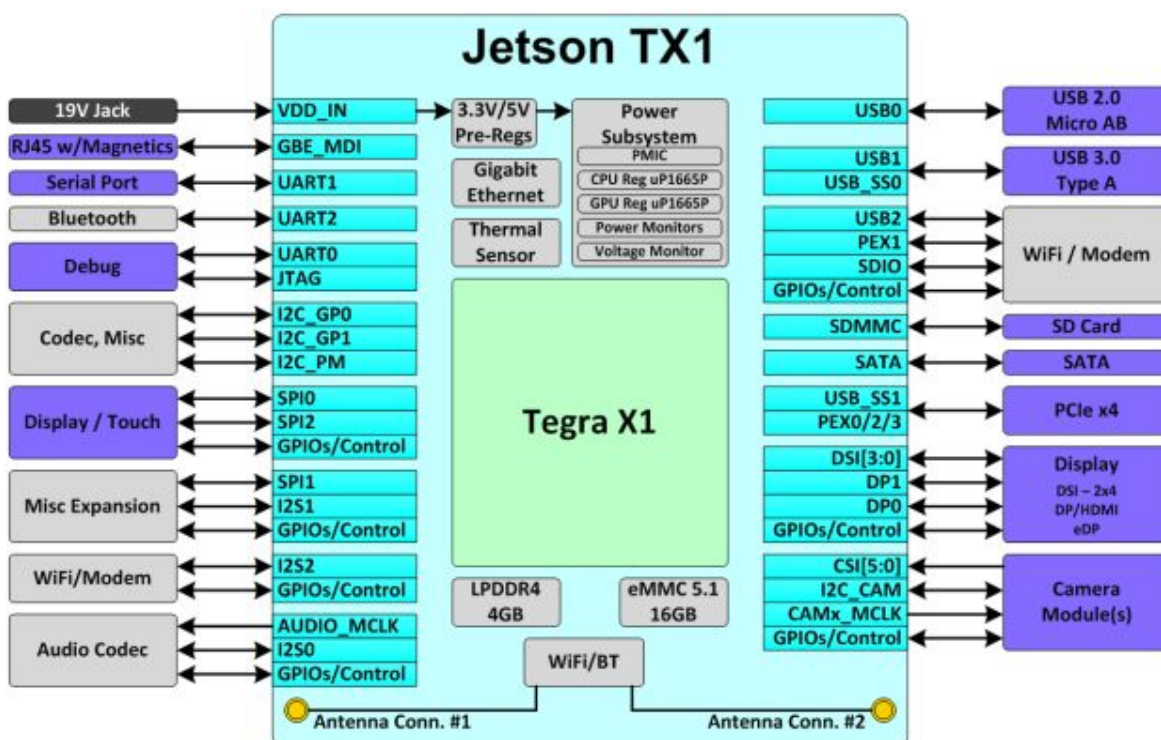 Jetson TX1
19V Jack
RJ45 w/Magnetics
Serial Port
Bluetooth
Debug
Codec, Misc
Display / Touch
Misc Expansion
WiFi/Modem
Audio Codec
VDD_IN
GBE_MDI
UART1
UART2
UART0
JTAG
I2C_GP0
I2C_GP1
I2C_PM
SPI0
SPI2
GPIOs/Control
SPI1
I2S1
GPIOs/Control
I2S2
GPIOs/Control
AUDIO_MCLK
I2S0
GPIOs/Control
3.3V/5V
Pre-Regs
Gigabit
Ethernet
Thermal
Sensor
Power
Subsystem
PMIC
CPU Reg uP1665P
GPU Reg uP1665P
Power Monitors
Voltage Monitor
Tegra X1
LPDDR4
4GB
eMMC 5.1
16GB
WiFi/BT
Antenna Conn. #1
Antenna Conn. #2
USB0
USB1
USB_SS0
USB2
PEX1
SDIO
GPIOs/Control
SDMMC
SATA
USB_SS1
PEX0/2/3
DSI[3:0]
DP1
DP0
GPIOs/Control
CSI[5:0]
I2C_CAM
CAMx_MCLK
GPIOs/Control
USB 2.0
Micro AB
USB 3.0
Type A
WiFi / Modem
SD Card
SATA
PCIe x4
Display
DSI – 2x4
DP/HDMI
eDP
Camera
Module(s)